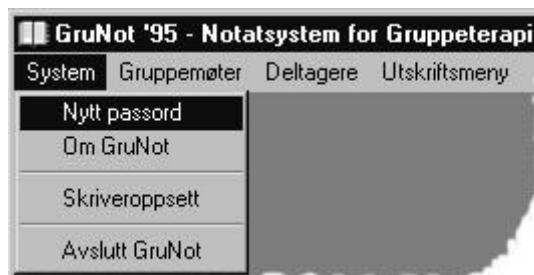 GruNot '95 - Notatsystem for Gruppeterapi
System Gruppemøter Deltagere Utskriftsmeny
Nytt passord
Om GruNot
Skriveroppsett
Avslutt GruNot